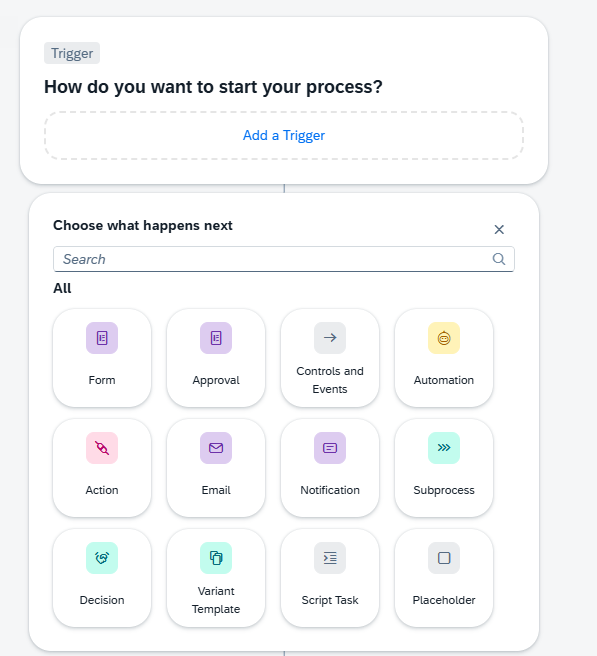 Trigger
How do you want to start your process?
Add a Trigger
Choose what happens next
Search
All
Form
Approval
Controls and
Events
Automation
Action
Email
Notification
Subprocess
Decision
Variant
Template
Script Task
Placeholder